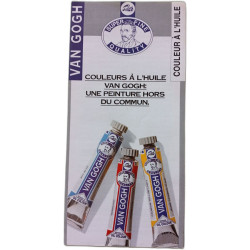 VAN GOGH
SUPER FINE
QUALITY
COULEUR À L'HUILE
COULEURS À L'HUILE
VAN GOGH:
UNE PEINTURE HORS
DU COMMUN.
VAN GOGH
VAN GOGH
VAN GOGH